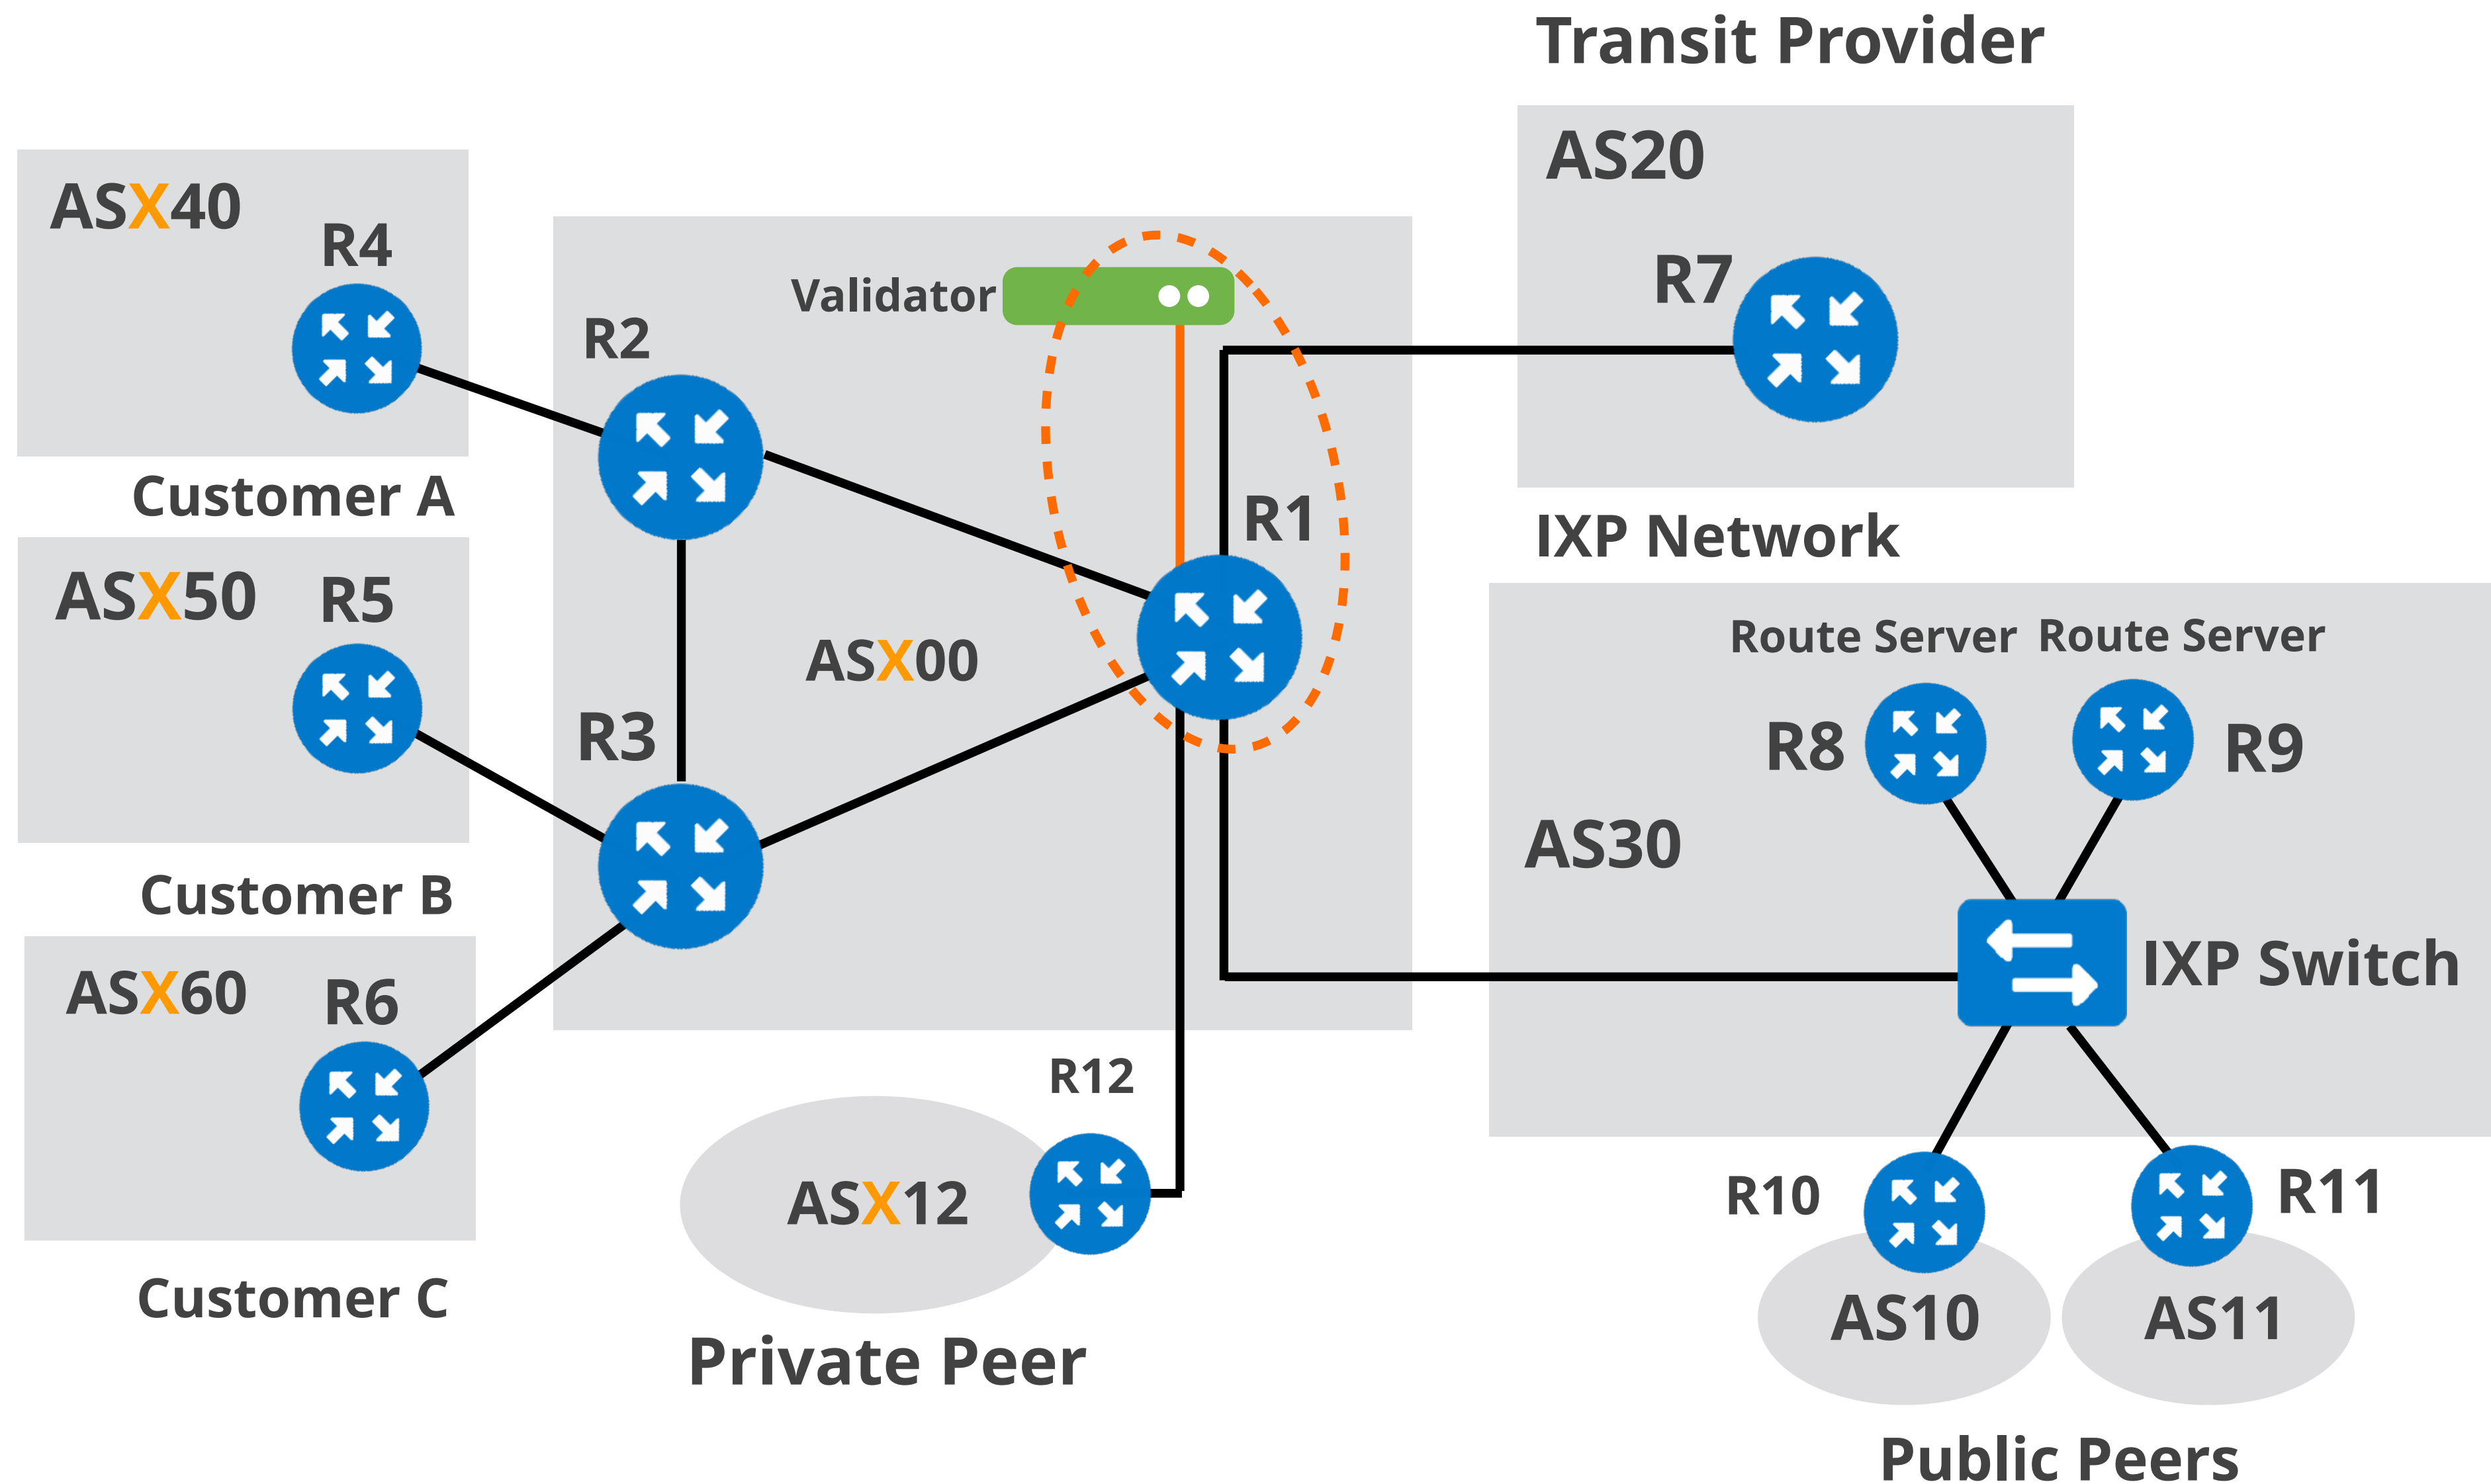 Transit Provider
AS20
R7
ASX40
R4
Customer A
ASX50
R5
Customer B
ASX60
R6
Customer C
Validator
R2
R1
ASX00
R3
R12
ASX12
Private Peer
IXP Network
Route Server
Route Server
R8
R9
AS30
IXP Switch
R10
R11
AS10
AS11
Public Peers